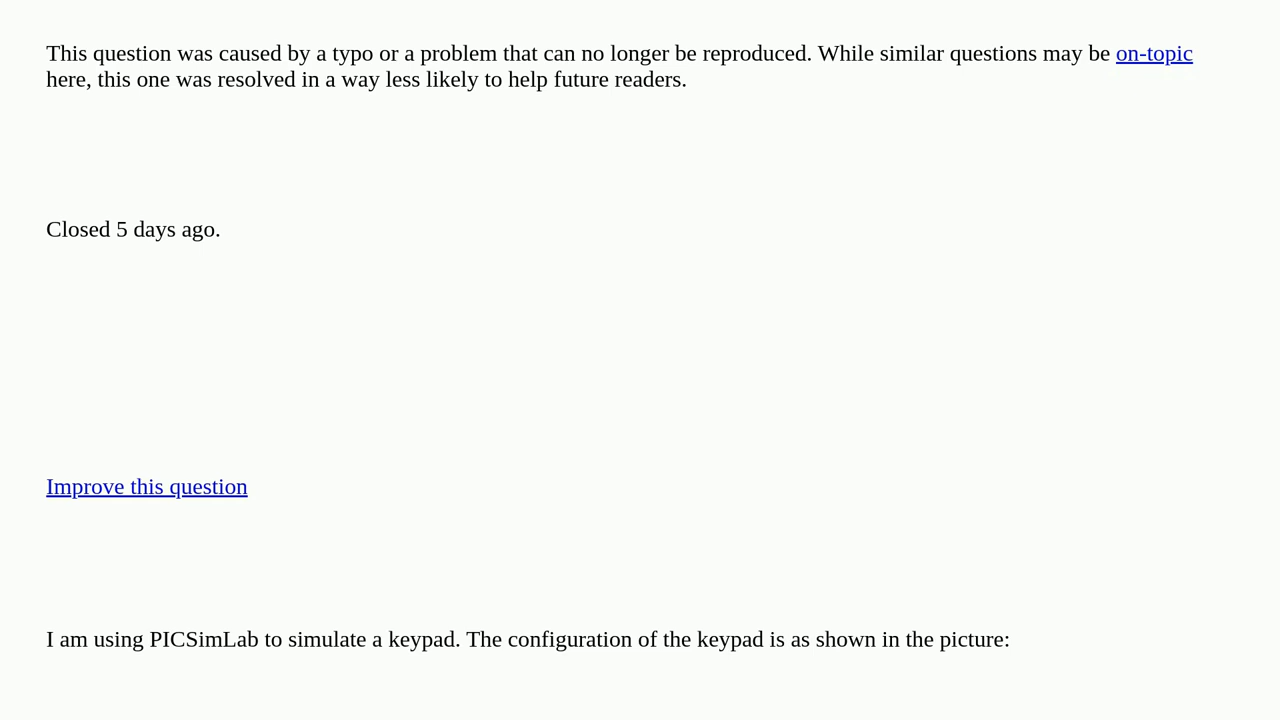 This question was caused by a typo or a problem that can no longer be reproduced. While similar questions may be on-topic
here, this one was resolved in a way less likely to help future readers.
Closed 5 days ago.
Improve this question
I am using PICSimLab to simulate a keypad. The configuration of the keypad is as shown in the picture: